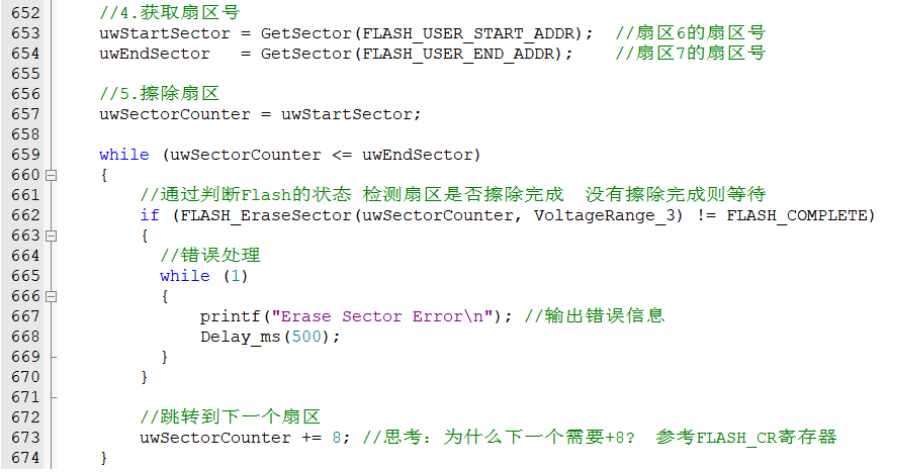 652 //4.获取扇区号
653 uwStartSector = GetSector(FLASH_USER_START_ADDR); //扇区6的扇区号
654 uwEndSector = GetSector(FLASH_USER_END_ADDR); //扇区7的扇区号
655
656 //5.擦除扇区
657 uwSectorCounter = uwStartSector;
658
659 while (uwSectorCounter <= uwEndSector)
660 {
661 //通过判断Flash的状态 检测扇区是否擦除完成 没有擦除完成则等待
662 if (FLASH_EraseSector(uwSectorCounter, VoltageRange_3) != FLASH_COMPLETE)
663 {
664 //错误处理
665 while (1)
666 {
667 printf("Erase Sector Error\n"); //输出错误信息
668 Delay_ms(500);
669 }
670 }
671
672 //跳转到下一个扇区
673 uwSectorCounter += 8; //思考：为什么下一个需要+8? 参考FLASH_CR寄存器
674 }